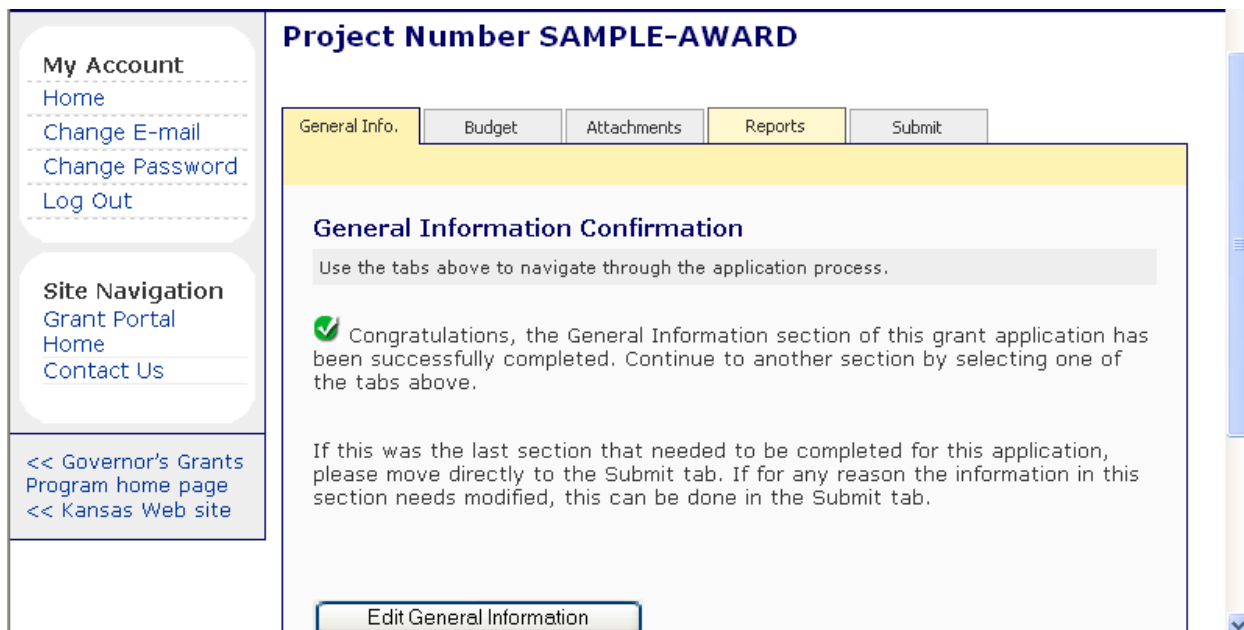 My Account
Home
Change E-mail
Change Password
Log Out
Site Navigation
Grant Portal
Home
Contact Us
<< Governor's Grants
Program home page
<< Kansas Web site
Project Number SAMPLE-AWARD
General Info.
Budget
Attachments
Reports
Submit
General Information Confirmation
Use the tabs above to navigate through the application process.
Congratulations, the General Information section of this grant application has
been successfully completed. Continue to another section by selecting one of
the tabs above.
If this was the last section that needed to be completed for this application,
please move directly to the Submit tab. If for any reason the information in this
section needs modified, this can be done in the Submit tab.
Edit General Information